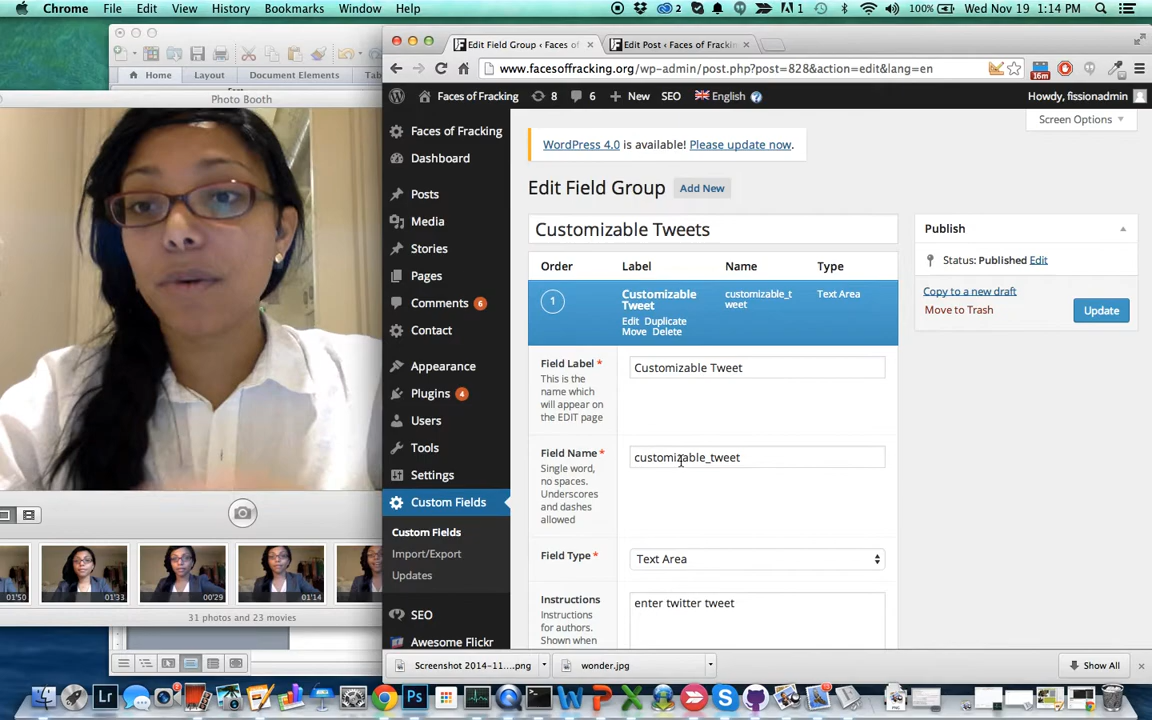 Chrome File Edit View History Bookmarks Window Help 2 1 100% Wed Nov 19 1:14 PM
Home Layout Document Elements
Photo Booth
Edit Field Group ‹ Faces of Edit Post ‹ Faces of Frackin
www.facesoffracking.org/wp-admin/post.php?post=828&action=edit&lang=en 16m
Faces of Fracking 8 6 New SEO English Howdy, fissionadmin
Screen Options
Faces of Fracking
Dashboard
Posts
Media
Stories
Pages
Comments 6
Contact
Appearance
Plugins 4
Users
Tools
Settings
Custom Fields
Custom Fields
Import/Export
Updates
SEO
Awesome Flickr
WordPress 4.0 is available! Please update now.
Edit Field Group Add New
Customizable Tweets
Order Label Name Type
1 Customizable Tweet customizable_t Text Area
weet
Edit Duplicate
Move Delete
Field Label *
This is the
name which
will appear on
the EDIT page
Customizable Tweet
Field Name *
Single word,
no spaces.
Underscores
and dashes
allowed
customizable_tweet
Field Type *
Text Area
Instructions
Instructions
for authors.
Shown when
enter twitter tweet
Publish
Status: Published Edit
Copy to a new draft
Move to Trash
Update
01:50 01:33 00:29 01:14
31 photos and 23 movies
Screenshot 2014-11....png wonder.jpg Show All